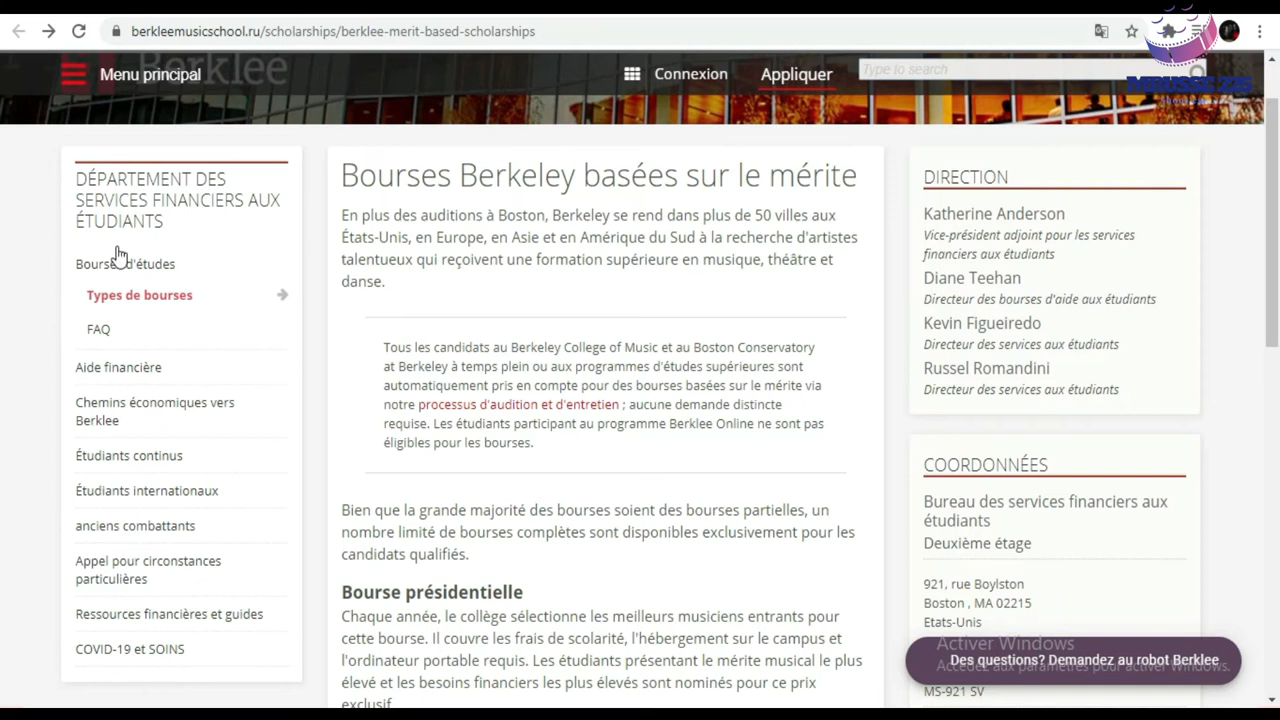 berkleemusicschool.ru/scholarships/berklee-merit-based-scholarships
Berklee
Menu principal
Connexion
Appliquer
Type to search
MOUSSE 225
DÉPARTEMENT DES
SERVICES FINANCIERS AUX
ÉTUDIANTS
Bourses d'études
Types de bourses
FAQ
Aide financière
Chemins économiques vers
Berklee
Étudiants continus
Étudiants internationaux
anciens combattants
Appel pour circonstances
particulières
Ressources financières et guides
COVID-19 et SOINS
Bourses Berkeley basées sur le mérite
En plus des auditions à Boston, Berkeley se rend dans plus de 50 villes aux
États-Unis, en Europe, en Asie et en Amérique du Sud à la recherche d'artistes
talentueux qui reçoivent une formation supérieure en musique, théâtre et
danse.
Tous les candidats au Berkeley College of Music et au Boston Conservatory
at Berkeley à temps plein ou aux programmes d'études supérieures sont
automatiquement pris en compte pour des bourses basées sur le mérite via
notre processus d'audition et d'entretien ; aucune demande distincte
requise. Les étudiants participant au programme Berklee Online ne sont pas
éligibles pour les bourses.
Bien que la grande majorité des bourses soient des bourses partielles, un
nombre limité de bourses complètes sont disponibles exclusivement pour les
candidats qualifiés.
Bourse présidentielle
Chaque année, le collège sélectionne les meilleurs musiciens entrants pour
cette bourse. Il couvre les frais de scolarité, l'hébergement sur le campus et
l'ordinateur portable requis. Les étudiants présentant le mérite musical le plus
élevé et les besoins financiers les plus élevés sont nominés pour ce prix
exclusif.
DIRECTION
Katherine Anderson
Vice-président adjoint pour les services
financiers aux étudiants
Diane Teehan
Directeur des bourses d'aide aux étudiants
Kevin Figueiredo
Directeur des services aux étudiants
Russel Romandini
Directeur des services aux étudiants
COORDONNÉES
Bureau des services financiers aux
étudiants
Deuxième étage
921, rue Boylston
Boston , MA 02215
Etats-Unis
Activer Windows
Accédez aux paramètres pour activer Windows.
Des questions? Demandez au robot Berklee
MS-921 SV